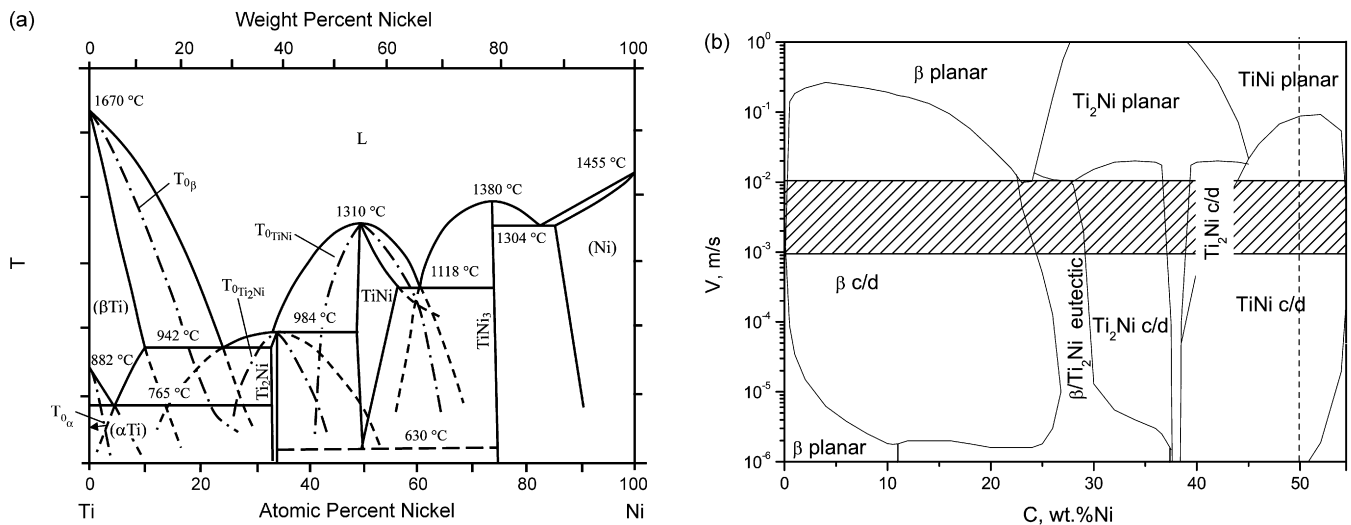 (a)
Weight Percent Nickel
0 20 40 60 80 100
1670 °C
L
T₀β
1455 °C
1380 °C
1310 °C
T₀TiNi
1304 °C
(Ni)
1118 °C
T₀Ti₂Ni
TiNi
TiNi₃
(βTi)
984 °C
942 °C
882 °C
Ti₂Ni
765 °C
T₀α
(αTi)
630 °C
T
0 20 40 60 80 100
Ti Atomic Percent Nickel Ni
(b)
10⁰
10⁻¹
10⁻²
10⁻³
10⁻⁴
10⁻⁵
10⁻⁶
V, m/s
β planar
Ti₂Ni planar
TiNi planar
Ti₂Ni c/d
β c/d
β/Ti₂Ni eutectic
Ti₂Ni c/d
TiNi c/d
β planar
0 10 20 30 40 50
C, wt.%Ni